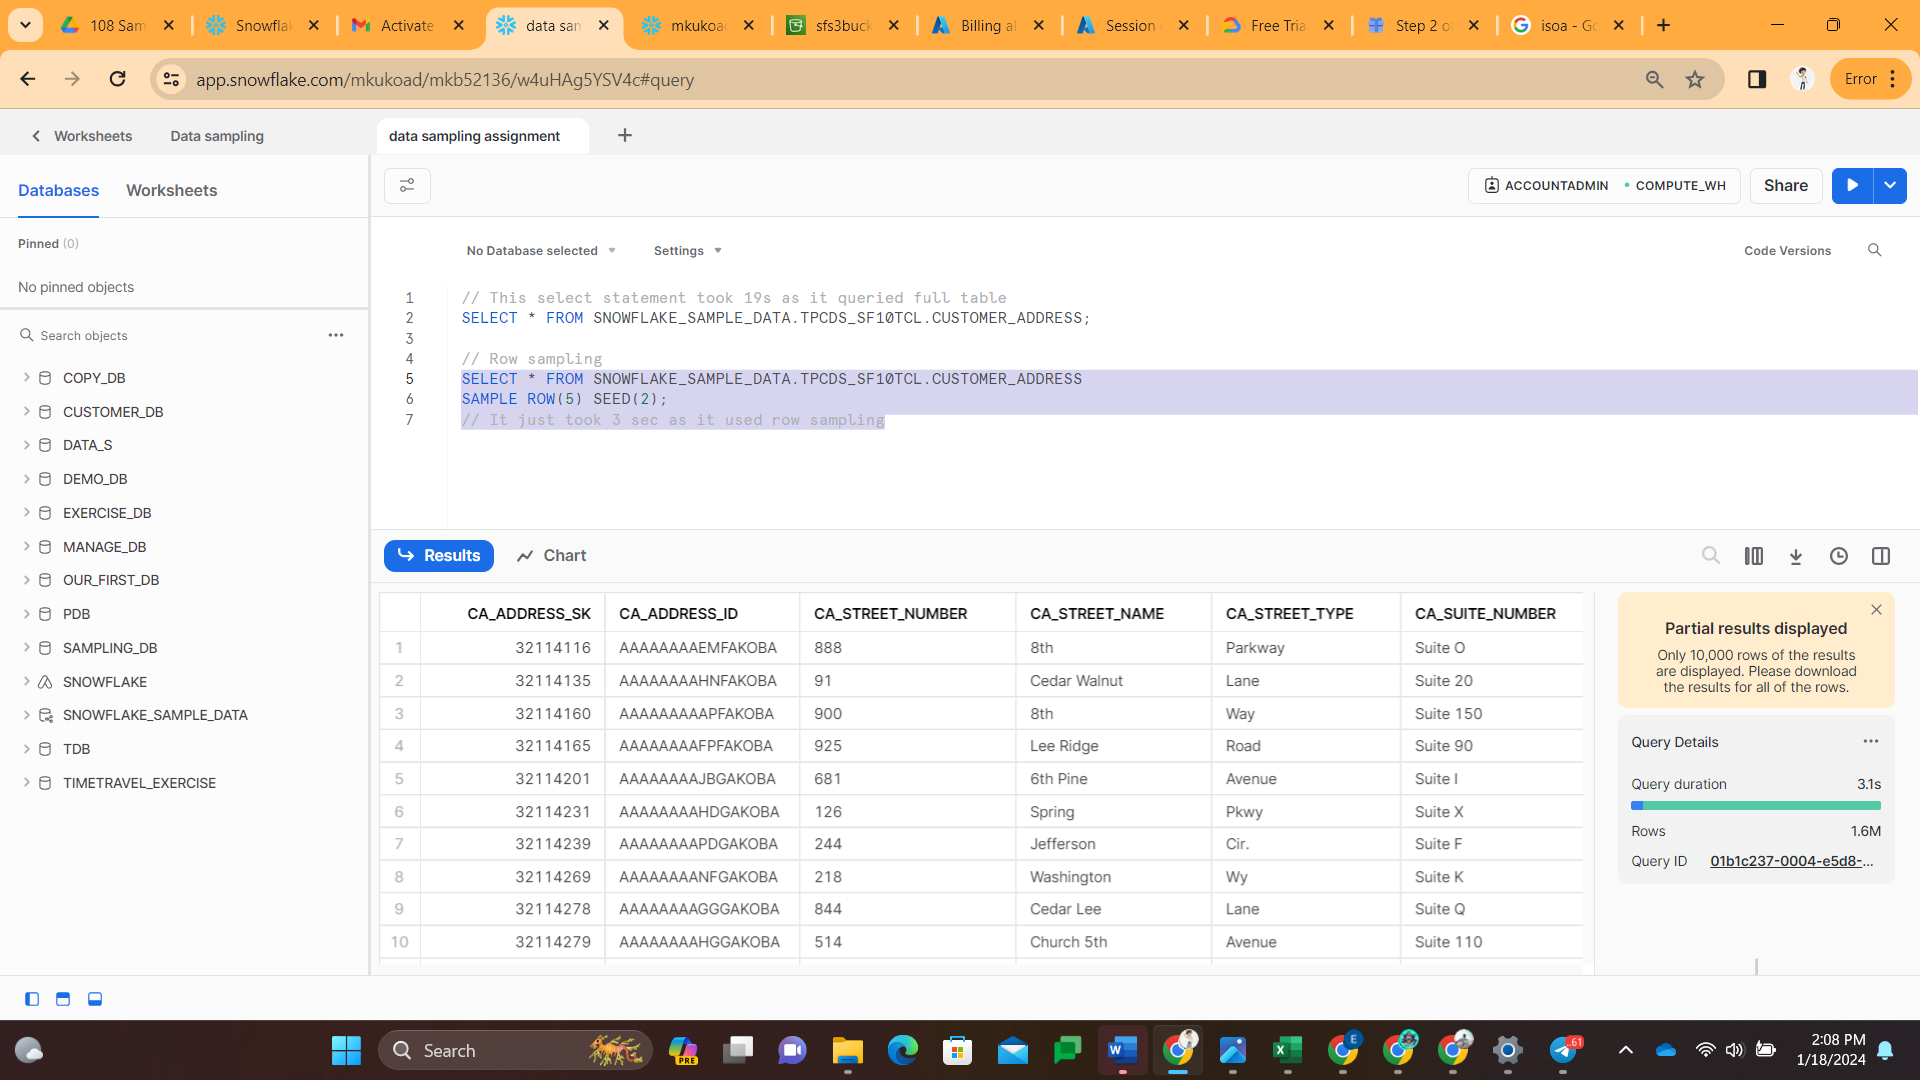 108 Sam
Snowflak
Activate
data sam
mkukoad
sfs3buck
Billing al
Session
Free Tria
Step 2 o
isoa - Go
app.snowflake.com/mkukoad/mkb52136/w4uHAg5YSV4c#query
Error
Worksheets
Data sampling
data sampling assignment
Databases
Worksheets
ACCOUNTADMIN
COMPUTE_WH
Share
Pinned (0)
No pinned objects
No Database selected
Settings
Code Versions
1 // This select statement took 19s as it queried full table
2 SELECT * FROM SNOWFLAKE_SAMPLE_DATA.TPCDS_SF10TCL.CUSTOMER_ADDRESS;
3
4 // Row sampling
5 SELECT * FROM SNOWFLAKE_SAMPLE_DATA.TPCDS_SF10TCL.CUSTOMER_ADDRESS
6 SAMPLE ROW(5) SEED(2);
7 // It just took 3 sec as it used row sampling
Search objects
COPY_DB
CUSTOMER_DB
DATA_S
DEMO_DB
EXERCISE_DB
MANAGE_DB
OUR_FIRST_DB
PDB
SAMPLING_DB
SNOWFLAKE
SNOWFLAKE_SAMPLE_DATA
TDB
TIMETRAVEL_EXERCISE
Results
Chart
CA_ADDRESS_SK CA_ADDRESS_ID CA_STREET_NUMBER CA_STREET_NAME CA_STREET_TYPE CA_SUITE_NUMBER
1 32114116 AAAAAAAAEMFAKOBA 888 8th Parkway Suite O
2 32114135 AAAAAAAAHNFAKOBA 91 Cedar Walnut Lane Suite 20
3 32114160 AAAAAAAAAPFAKOBA 900 8th Way Suite 150
4 32114165 AAAAAAAAFPFAKOBA 925 Lee Ridge Road Suite 90
5 32114201 AAAAAAAAJBGAKOBA 681 6th Pine Avenue Suite I
6 32114231 AAAAAAAAHDGAKOBA 126 Spring Pkwy Suite X
7 32114239 AAAAAAAAPDGAKOBA 244 Jefferson Cir. Suite F
8 32114269 AAAAAAAANFGAKOBA 218 Washington Wy Suite K
9 32114278 AAAAAAAAGGGAKOBA 844 Cedar Lee Lane Suite Q
10 32114279 AAAAAAAAHGGAKOBA 514 Church 5th Avenue Suite 110
Partial results displayed
Only 10,000 rows of the results
are displayed. Please download
the results for all of the rows.
Query Details
Query duration 3.1s
Rows 1.6M
Query ID 01b1c237-0004-e5d8-...
Search
PRE
E
61
2:08 PM
1/18/2024